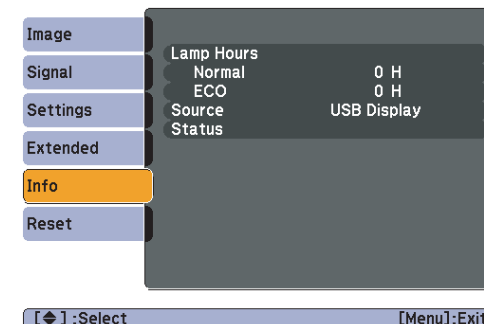 Image
Signal
Settings
Extended
Info
Reset
Lamp Hours
Normal 0 H
ECO 0 H
Source USB Display
Status
[◆] :Select [Menu]:Exit